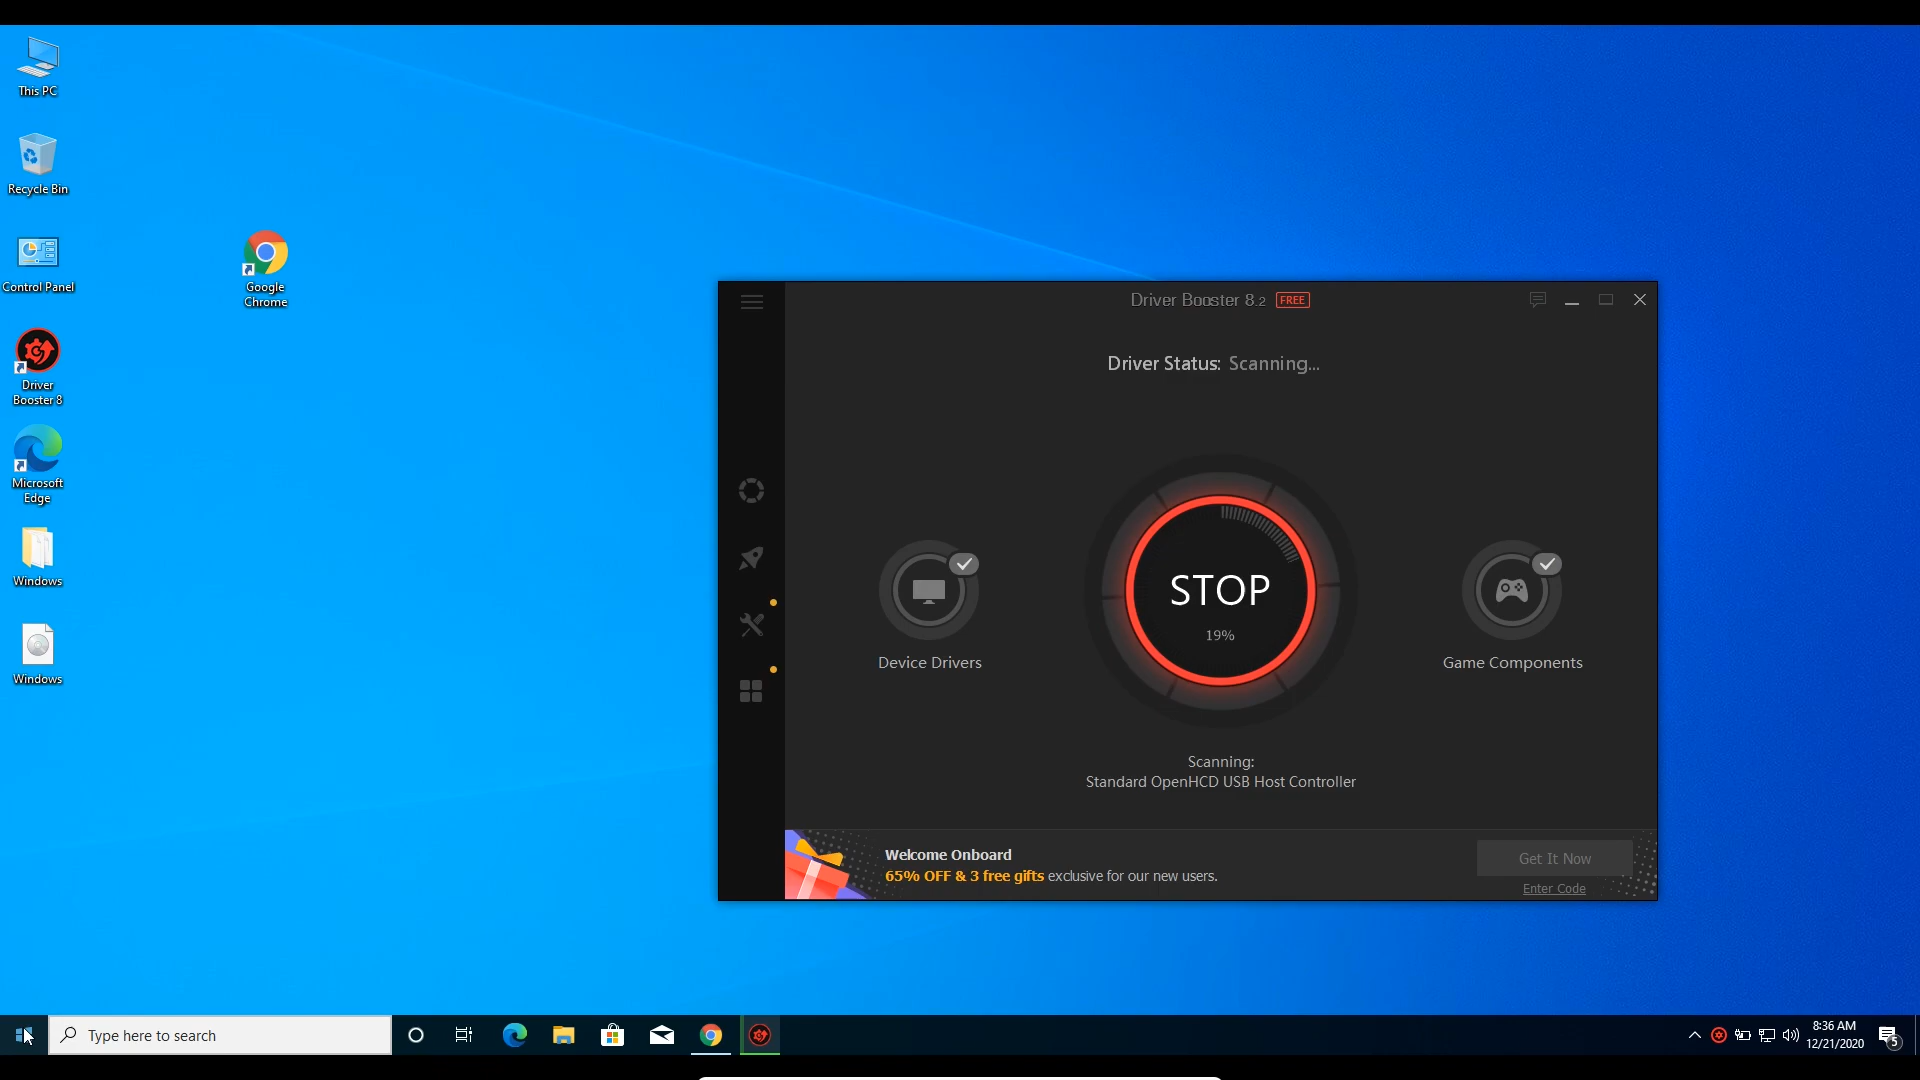 This PC
Recycle Bin
Control Panel
Google
Chrome
Driver
Booster 8
Microsoft
Edge
Windows
Windows
Driver Booster 8.2 FREE
Driver Status: Scanning...
STOP
19%
Device Drivers
Game Components
Scanning:
Standard OpenHCD USB Host Controller
Welcome Onboard
65% OFF & 3 free gifts exclusive for our new users.
Get It Now
Enter Code
Type here to search
8:36 AM
12/21/2020
5